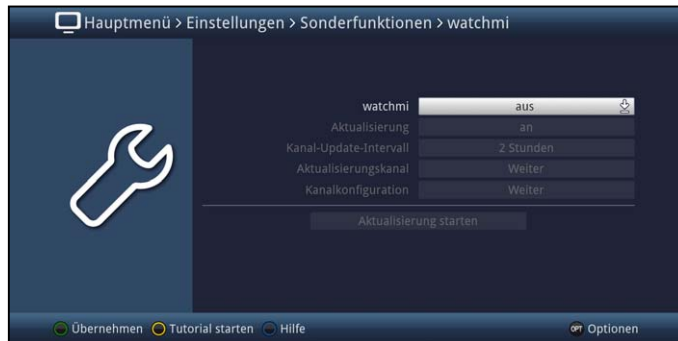 Hauptmenü > Einstellungen > Sonderfunktionen > watchmi
watchmi aus
Aktualisierung an
Kanal-Update-Intervall 2 Stunden
Aktualisierungskanal Weiter
Kanalkonfiguration Weiter
Aktualisierung starten
Übernehmen Tutorial starten Hilfe OPT Optionen